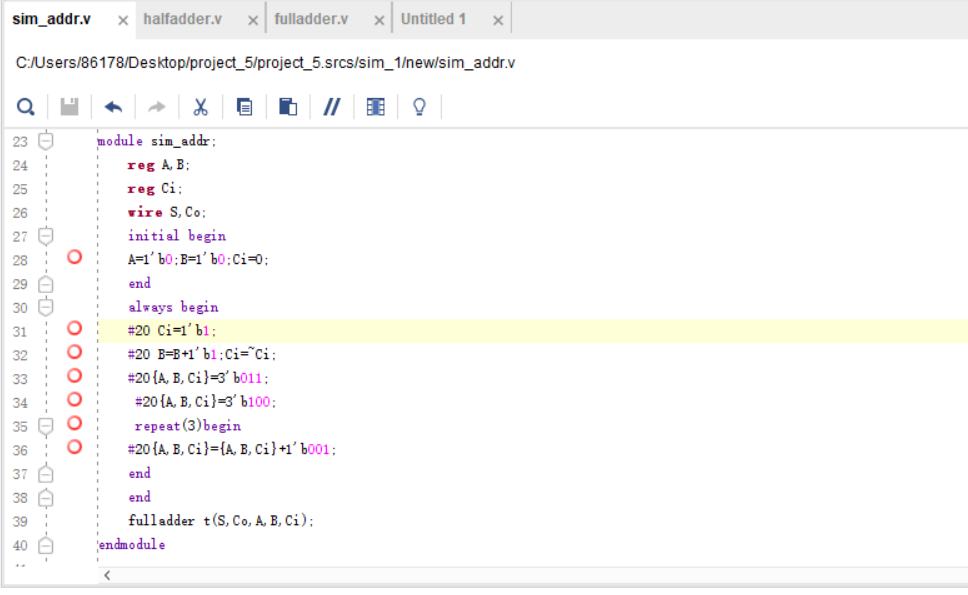 sim_addr.v × halfadder.v × fulladder.v × Untitled 1 ×
C:/Users/86178/Desktop/project_5/project_5.srcs/sim_1/new/sim_addr.v
23 module sim_addr;
24 reg A,B;
25 reg Ci;
26 wire S,Co;
27 initial begin
28 A=1'b0;B=1'b0;Ci=0;
29 end
30 always begin
31 #20 Ci=1'b1;
32 #20 B=B+1'b1;Ci=~Ci;
33 #20{A,B,Ci}=3'b011;
34 #20{A,B,Ci}=3'b100;
35 repeat(3)begin
36 #20{A,B,Ci}={A,B,Ci}+1'b001;
37 end
38 end
39 fulladder t(S,Co,A,B,Ci);
40 endmodule